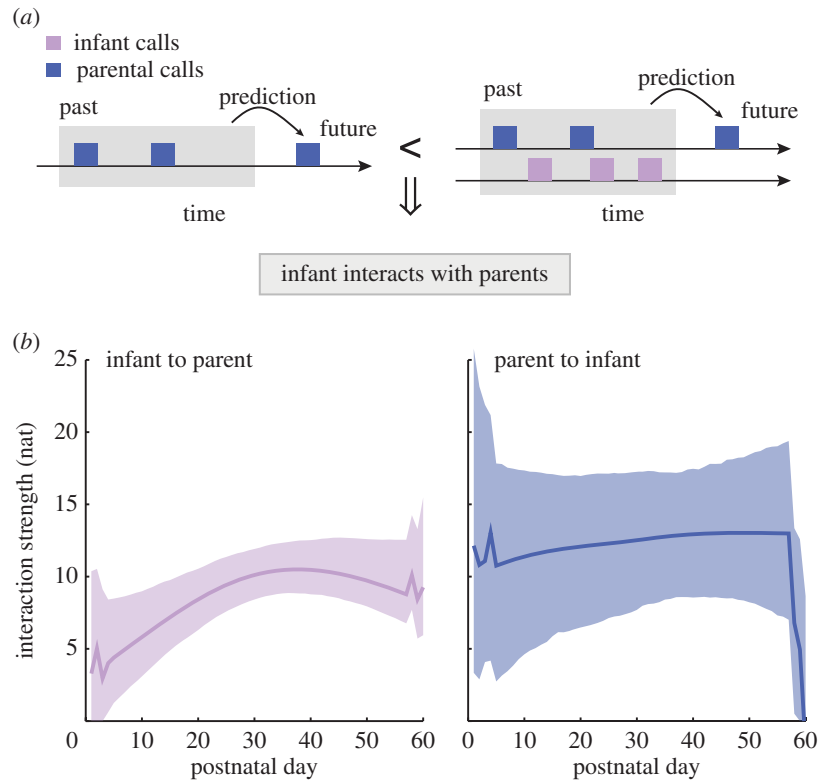 (a)
infant calls
parental calls
past
prediction
future
time
<
⇓
past
prediction
future
time
infant interacts with parents
(b)
infant to parent
parent to infant
interaction strength (nat)
25
20
15
10
5
0 10 20 30 40 50 60
postnatal day
0 10 20 30 40 50 60
postnatal day